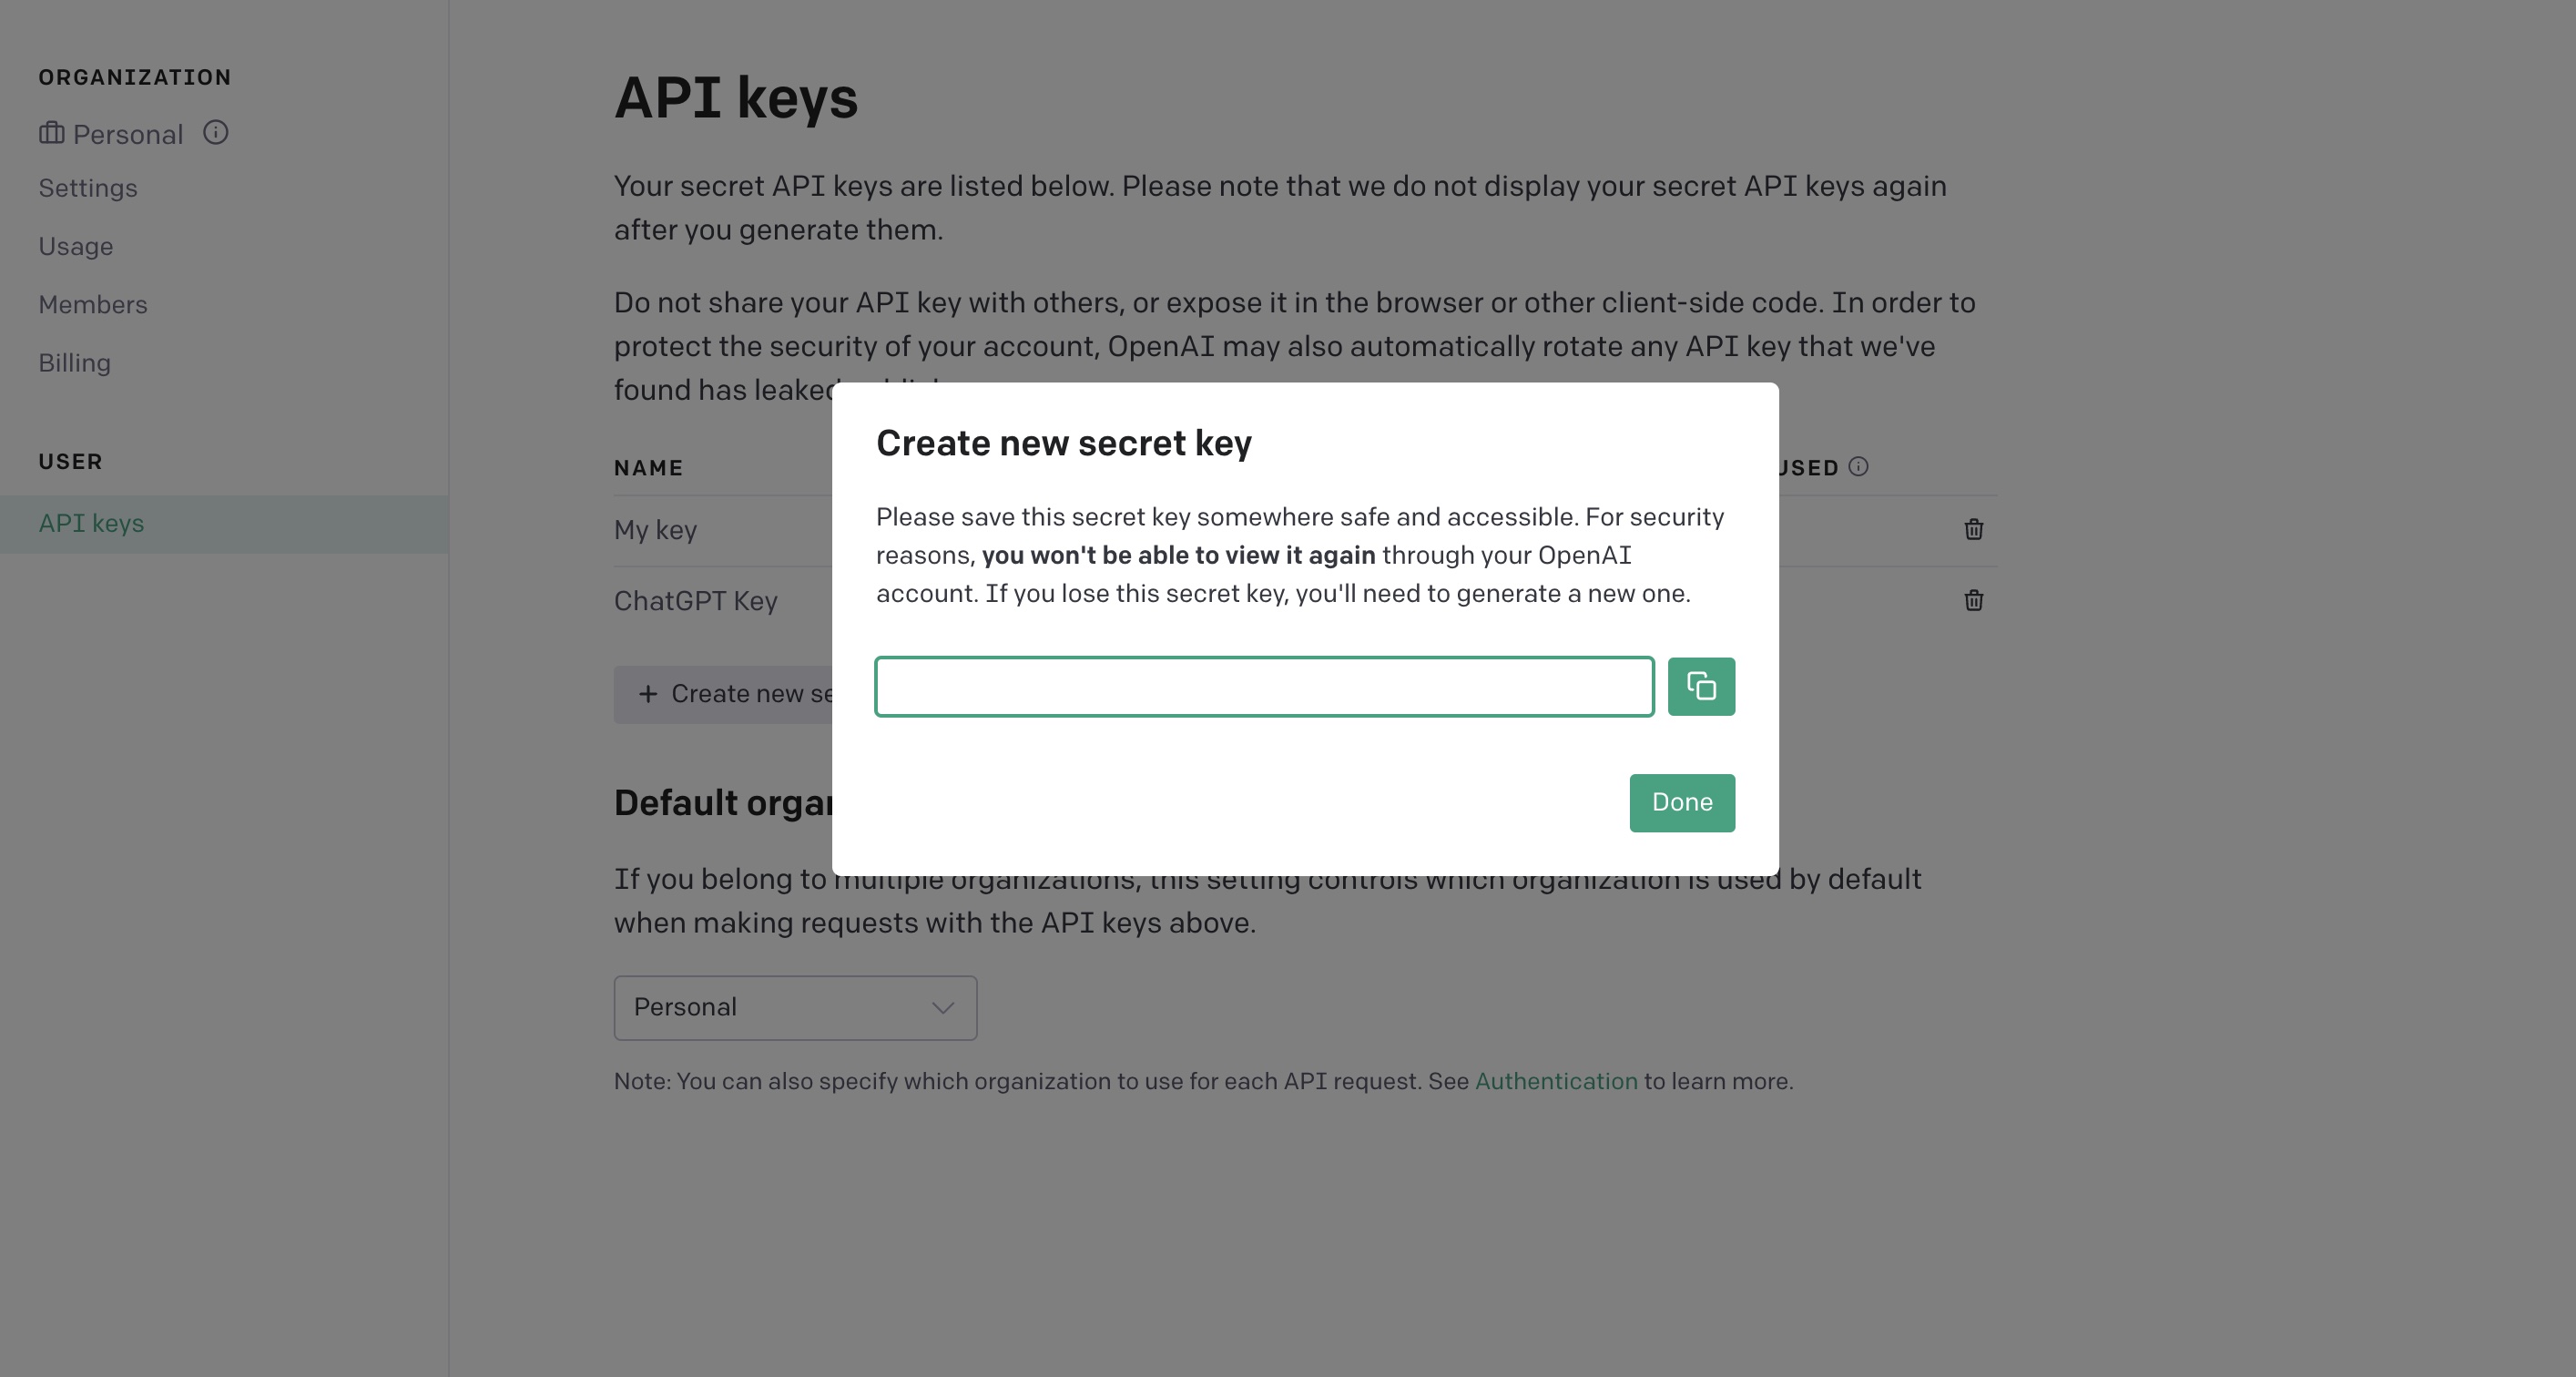 ORGANIZATION
Personal
Settings
Usage
Members
Billing
USER
API keys
API keys
Your secret API keys are listed below. Please note that we do not display your secret API keys again
after you generate them.
Do not share your API key with others, or expose it in the browser or other client-side code. In order to
protect the security of your account, OpenAI may also automatically rotate any API key that we've
found has leaked
NAME
USED
My key
ChatGPT Key
+ Create new
Default
If you belong to multiple organizations, this setting controls which organization is used by default
when making requests with the API keys above.
Personal
Note: You can also specify which organization to use for each API request. See Authentication to learn more.
Create new secret key
Please save this secret key somewhere safe and accessible. For security
reasons, you won't be able to view it again through your OpenAI
account. If you lose this secret key, you'll need to generate a new one.
Done